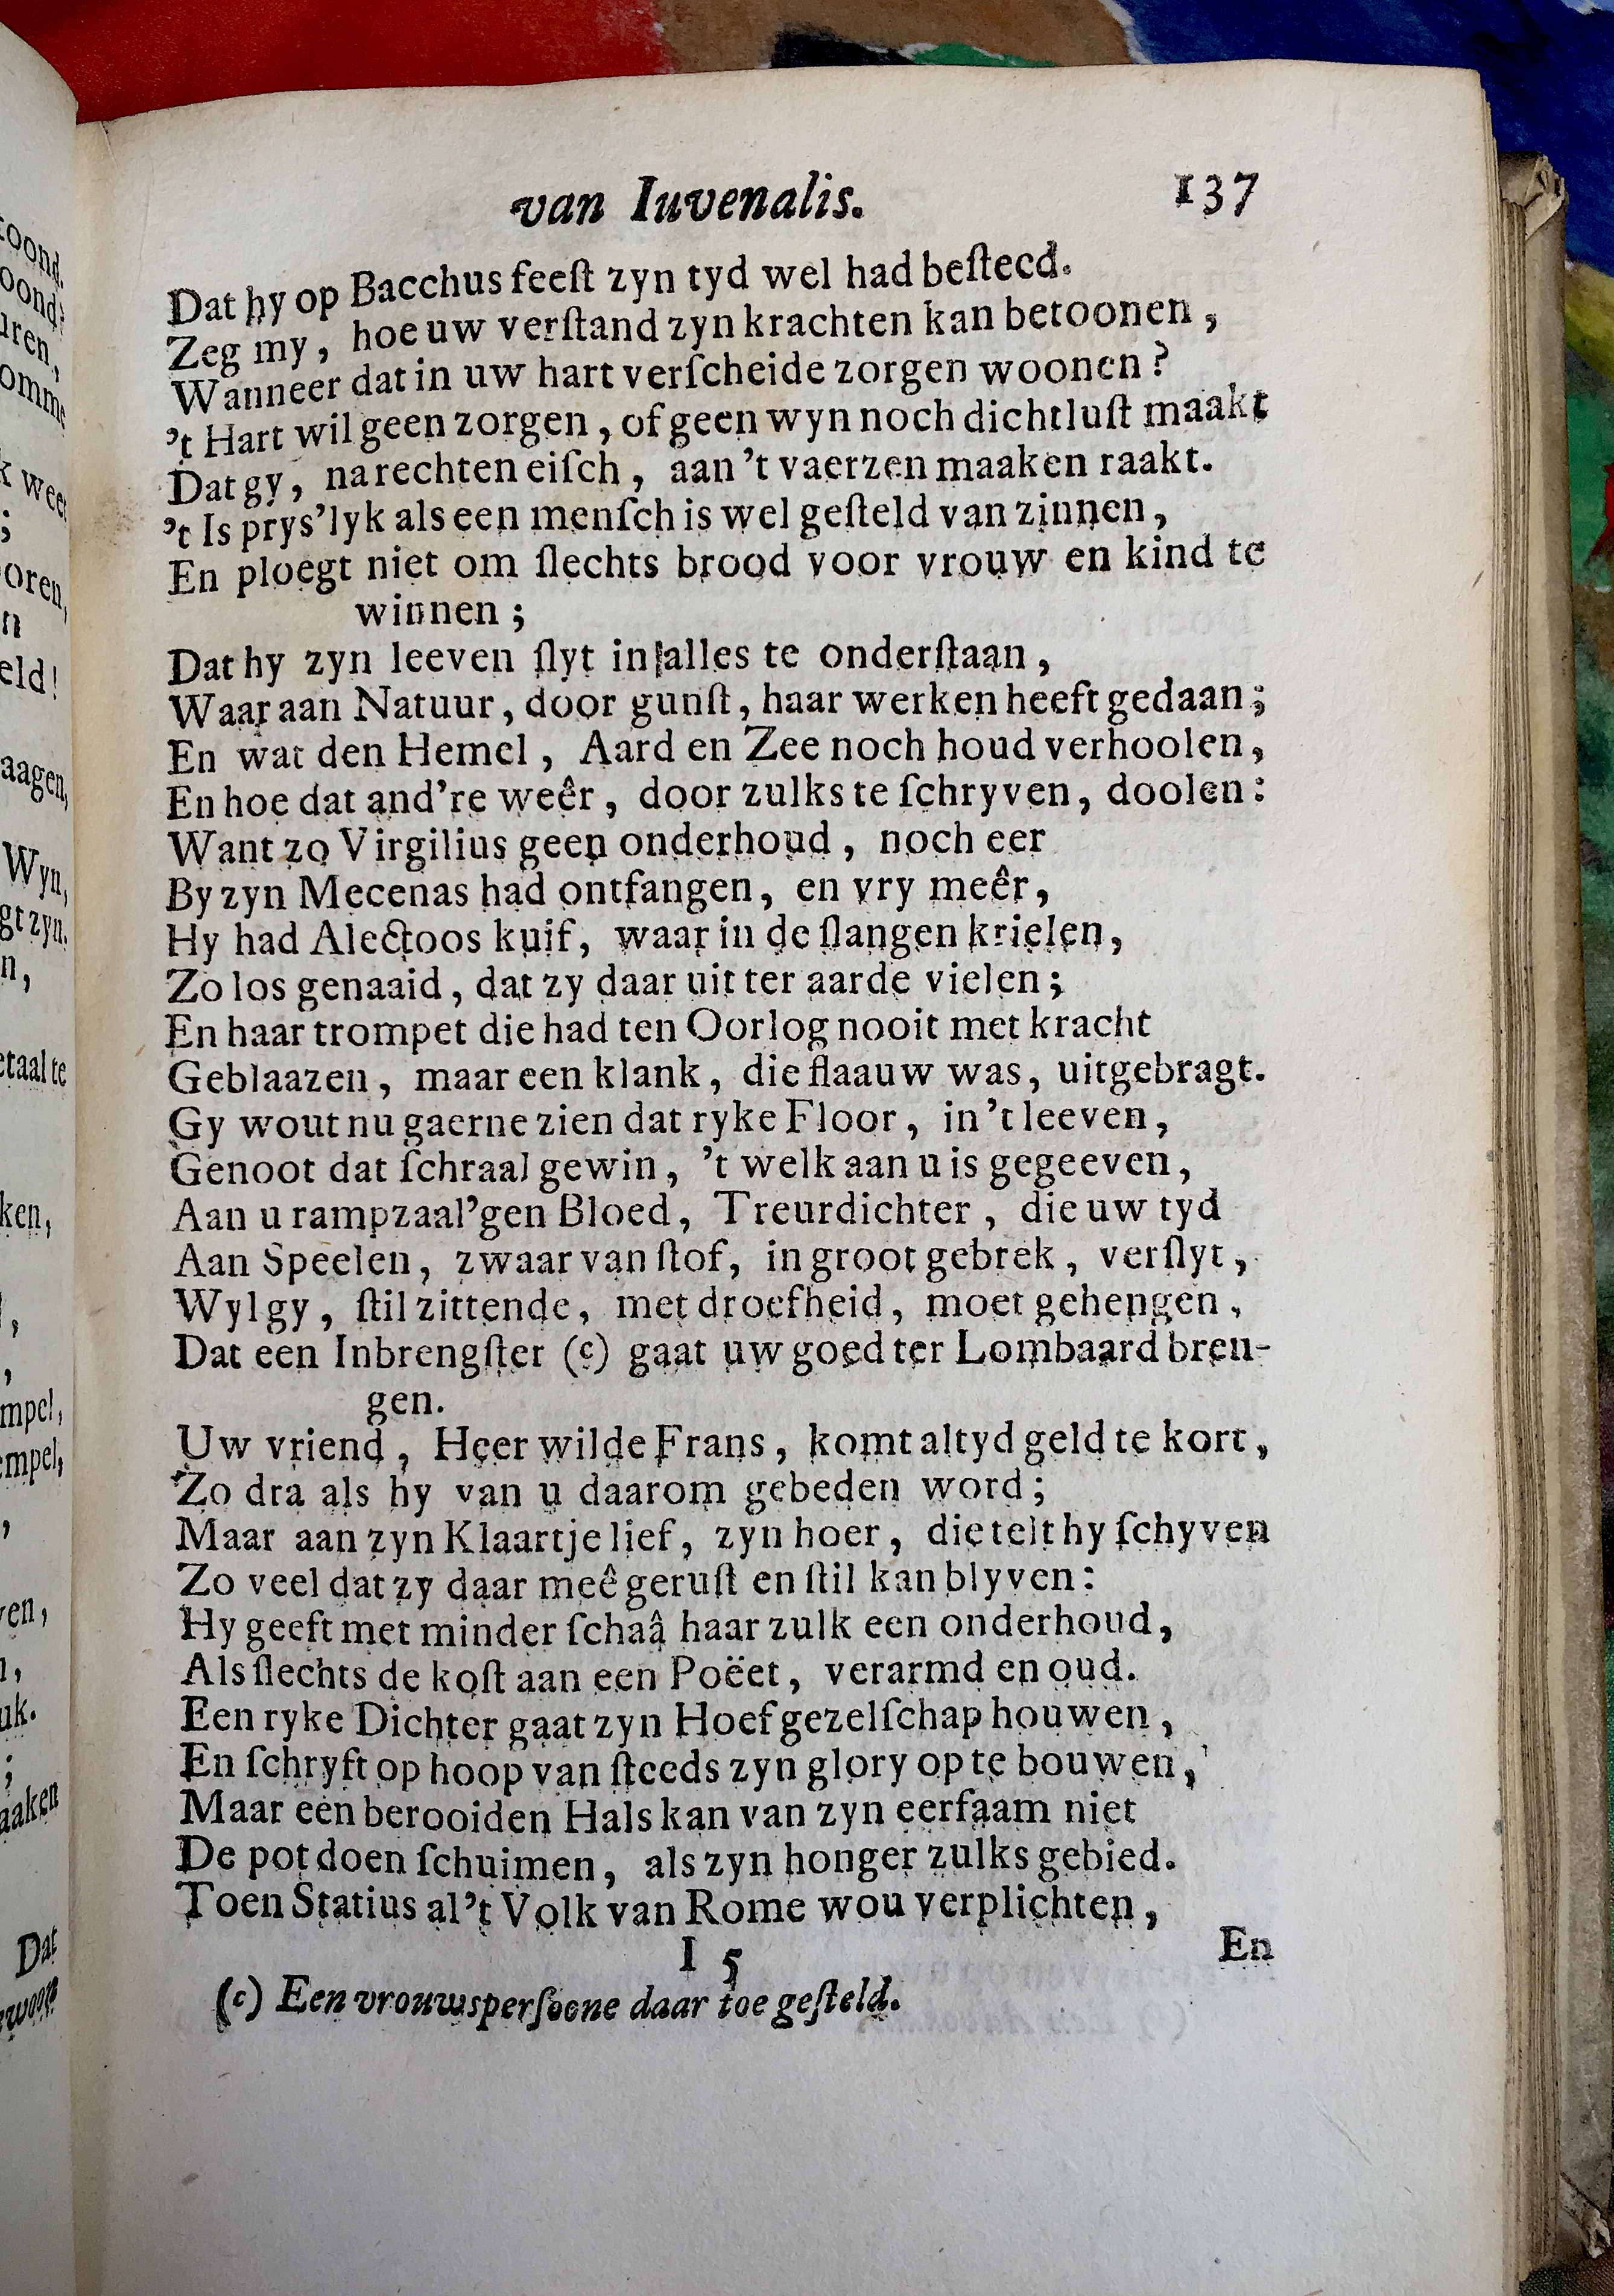 van Iuvenalis. 137
Dat hy op Bacchus feeſt zyn tyd wel had beſteed.
Zeg my, hoe uw verſtand zyn krachten kan betoonen,
Wanneer dat in uw hart verſcheide zorgen woonen?
't Hart wil geen zorgen, of geen wyn noch dichtluſt maakt
Dat gy, na rechten eiſch, aan 't vaerzen maaken raakt.
't Is prys'lyk als een menſch is wel geſteld van zinnen,
En ploegt niet om ſlechts brood voor vrouw en kind te
winnen;
Dat hy zyn leeven ſlyt in alles te onderſtaan,
Waar aan Natuur, door gunſt, haar werken heeft gedaan;
En wat den Hemel, Aard en Zee noch houd verhoolen,
En hoe dat and're weêr, door zulks te ſchryven, doolen:
Want zo Virgilius geen onderhoud, noch eer
By zyn Mecenas had ontfangen, en vry meêr,
Hy had Alectoos kuif, waar in de ſlangen krielen,
Zo los genaaid, dat zy daar uit ter aarde vielen;
En haar trompet die had ten Oorlog nooit met kracht
Geblaazen, maar een klank, die flaauw was, uitgebragt.
Gy wout nu gaerne zien dat ryke Floor, in 't leeven,
Genoot dat ſchraal gewin, 't welk aan u is gegeeven,
Aan u rampzaal'gen Bloed, Treurdichter, die uw tyd
Aan Speelen, zwaar van ſtof, in groot gebrek, verſlyt,
Wyl gy, ſtil zittende, met droefheid, moet gehengen,
Dat een Inbrengſter (c) gaat uw goed ter Lombaard bren-
gen.
Uw vriend, Heer wilde Frans, komt altyd geld te kort,
Zo dra als hy van u daarom gebeden word;
Maar aan zyn Klaartje lief, zyn hoer, die telt hy ſchyven
Zo veel dat zy daar meê geruſt en ſtil kan blyven:
Hy geeft met minder ſchaâ haar zulk een onderhoud,
Als ſlechts de koſt aan een Poëet, verarmd en oud.
Een ryke Dichter gaat zyn Hoef gezelſchap houwen,
En ſchryft op hoop van ſteeds zyn glory op te bouwen,
Maar een berooiden Hals kan van zyn eerfaam niet
De pot doen ſchuimen, als zyn honger zulks gebied.
Toen Statius al 't Volk van Rome wou verplichten,
I 5 En
(c) Een vrouwsperſoone daar toe geſteld.